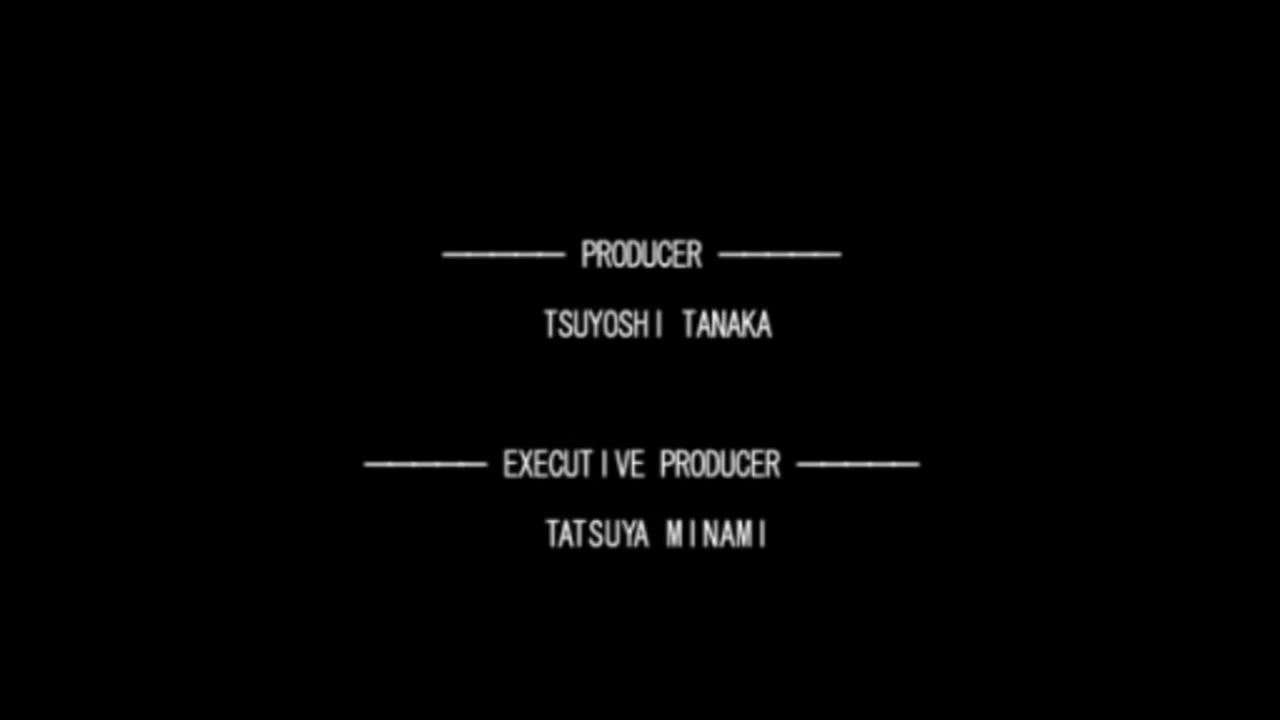 PRODUCER
TSUYOSHI TANAKA
EXECUTIVE PRODUCER
TATSUYA MINAMI